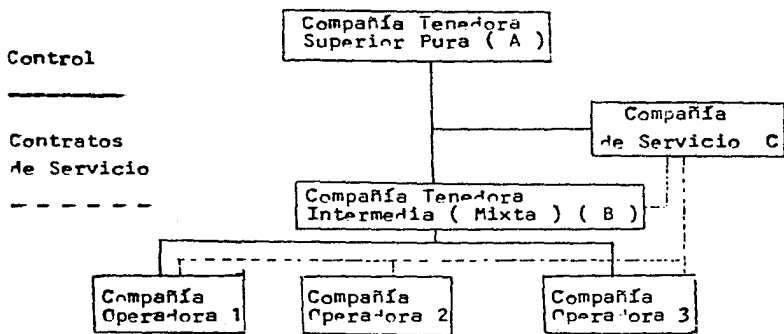 Compañía Tenedora
Superior Pura ( A )
Control
Contratos
de Servicio
Compañía
de Servicio C
Compañía Tenedora
Intermedia ( Mixta ) ( B )
Compañía
Operadora 1
Compañía
Operadora 2
Compañía
Operadora 3